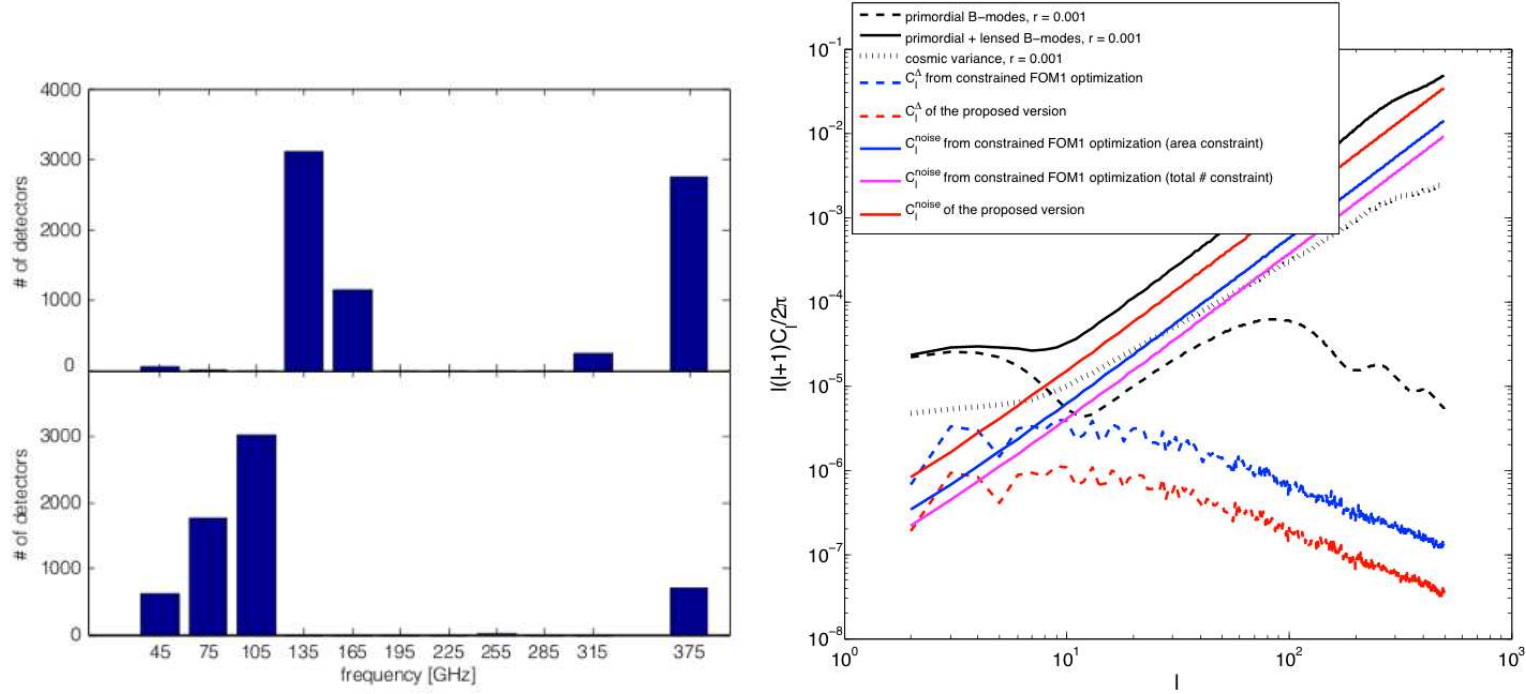 4000
3000
2000
1000
0
# of detectors
3000
2000
1000
0
# of detectors
45 75 105 135 165 195 225 255 285 315 375
frequency [GHz]
primordial B−modes, r = 0.001
primordial + lensed B−modes, r = 0.001
cosmic variance, r = 0.001
C_l^Δ from constrained FOM1 optimization
C_l^Δ of the proposed version
C_l^noise from constrained FOM1 optimization (area constraint)
C_l^noise from constrained FOM1 optimization (total # constraint)
C_l^noise of the proposed version
10^−1
10^−2
10^−3
10^−4
10^−5
10^−6
10^−7
10^−8
l(l+1)C_l/2π
10^0 10^1 10^2 10^3
l